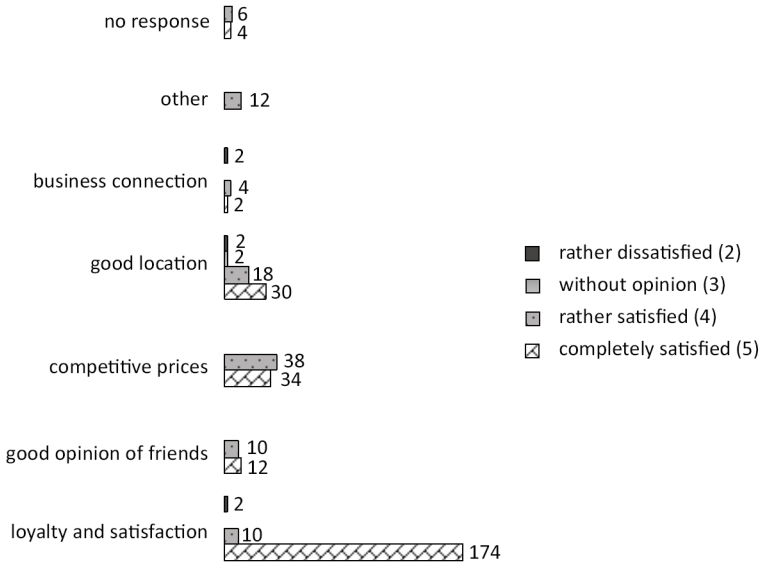 no response
6
4
other
12
business connection
2
4
2
good location
2
2
18
30
competitive prices
38
34
good opinion of friends
10
12
loyalty and satisfaction
2
10
174
rather dissatisfied (2)
without opinion (3)
rather satisfied (4)
completely satisfied (5)